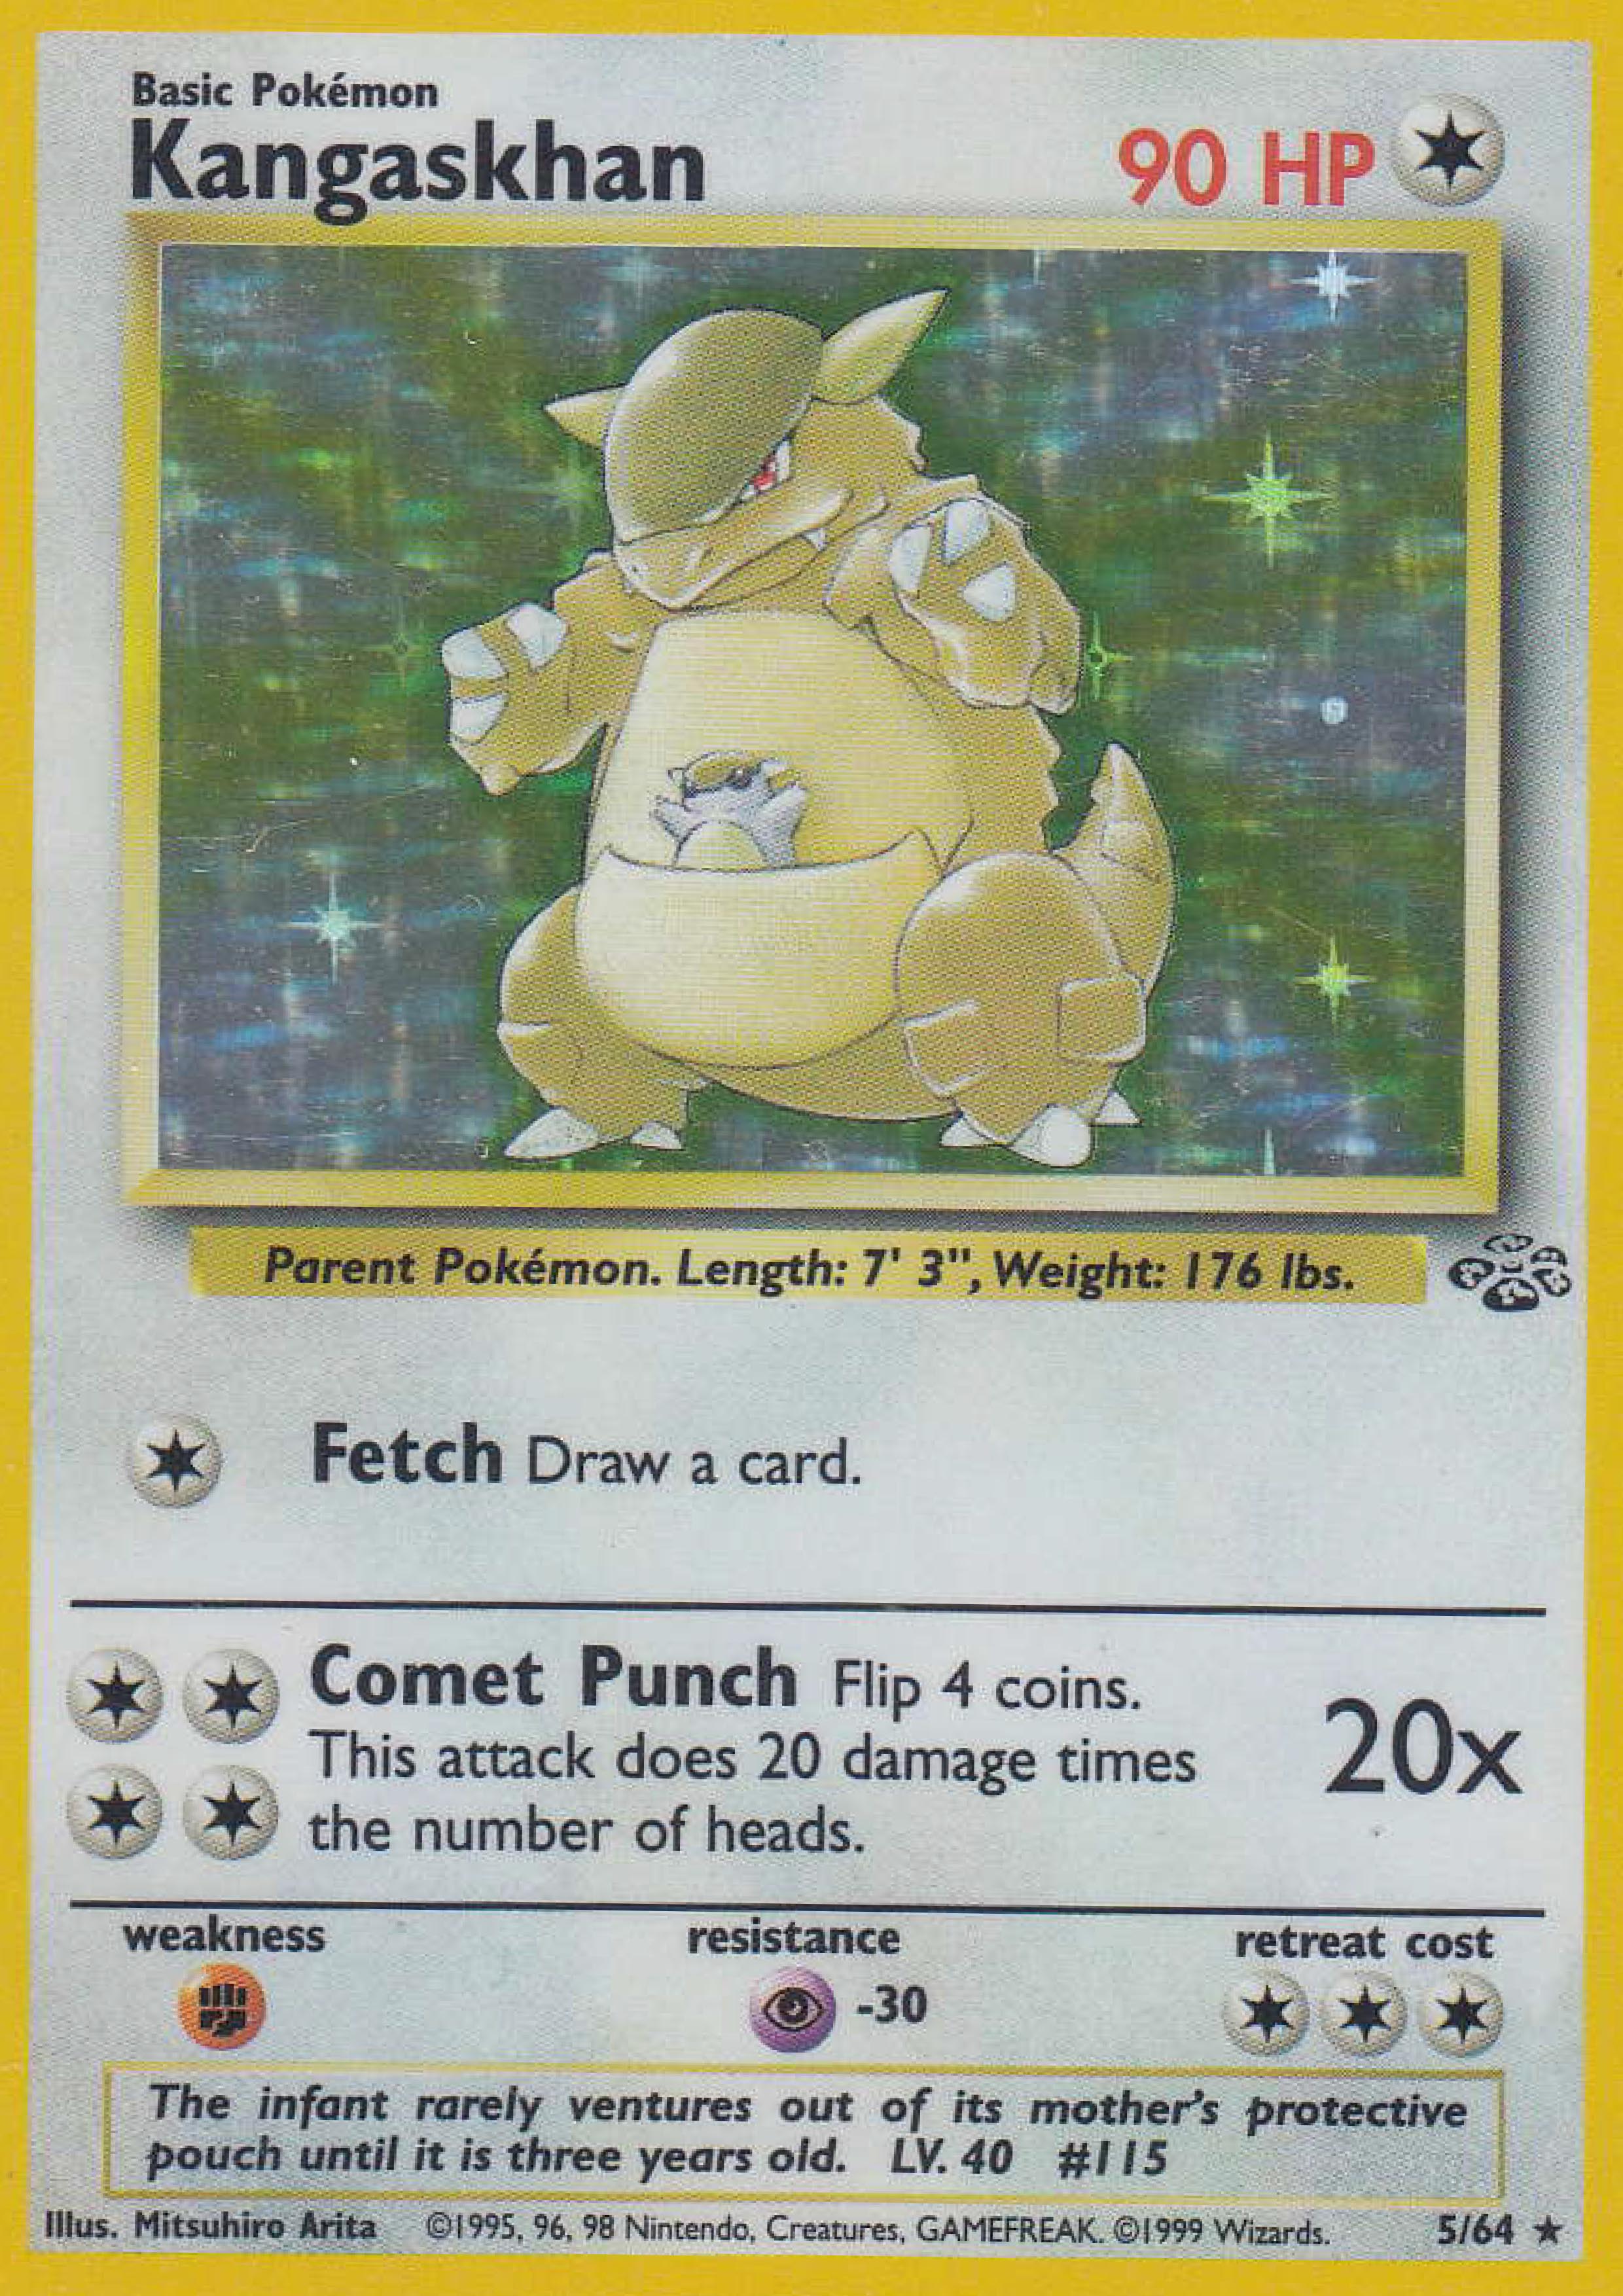 Basic Pokémon
Kangaskhan
90 HP
Parent Pokémon. Length: 7' 3", Weight: 176 lbs.
Fetch Draw a card.
Comet Punch Flip 4 coins.
This attack does 20 damage times
the number of heads.
20x
weakness
resistance
retreat cost
-30
The infant rarely ventures out of its mother's protective
pouch until it is three years old. LV. 40 #115
Illus. Mitsuhiro Arita ©1995, 96, 98 Nintendo, Creatures, GAMEFREAK. ©1999 Wizards. 5/64 ★